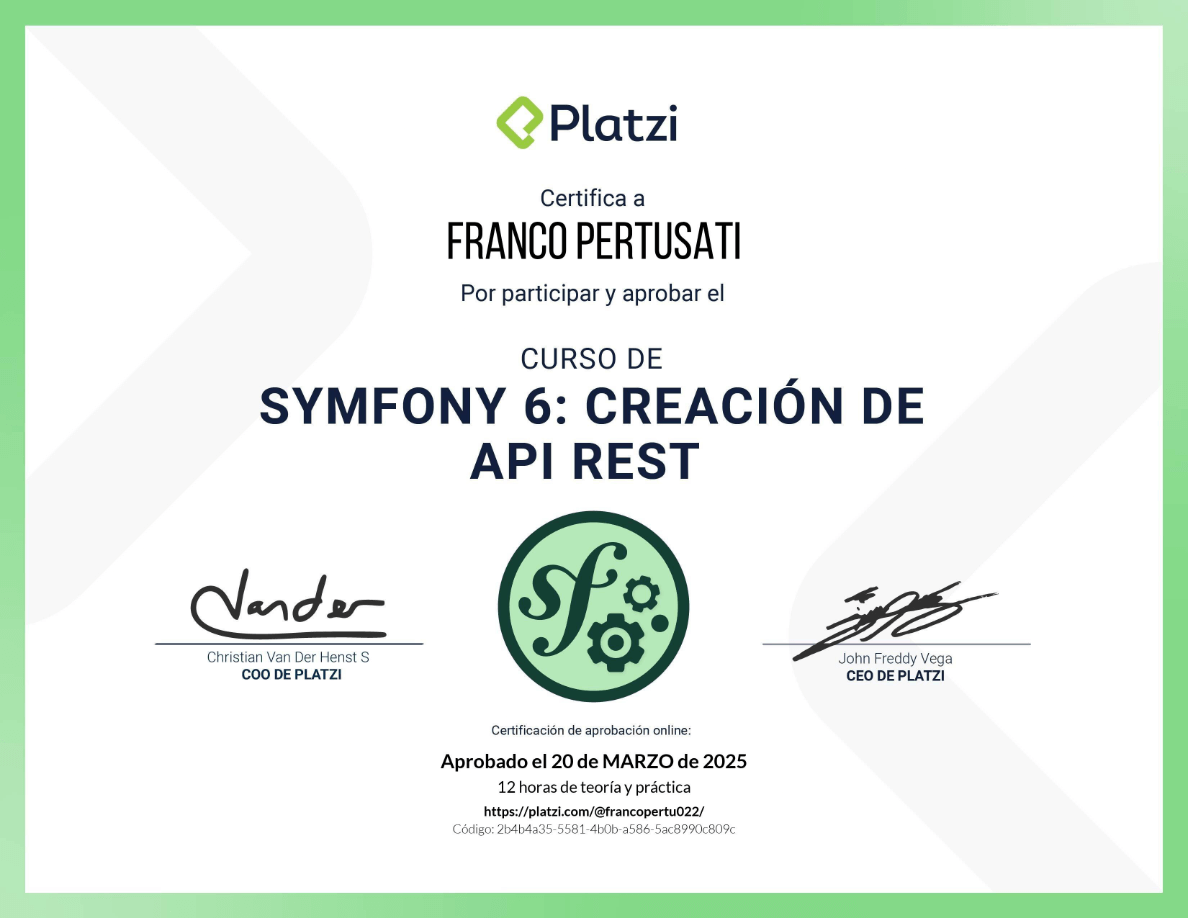 Platzi
Certifica a
FRANCO PERTUSATI
Por participar y aprobar el
CURSO DE
SYMFONY 6: CREACIÓN DE
API REST
sf
Vander
Christian Van Der Henst S
COO DE PLATZI
John Freddy Vega
CEO DE PLATZI
Certificación de aprobación online:
Aprobado el 20 de MARZO de 2025
12 horas de teoría y práctica
https://platzi.com/@francopertu022/
Código: 2b4b4a35-5581-4b0b-a586-5ac8990c809c